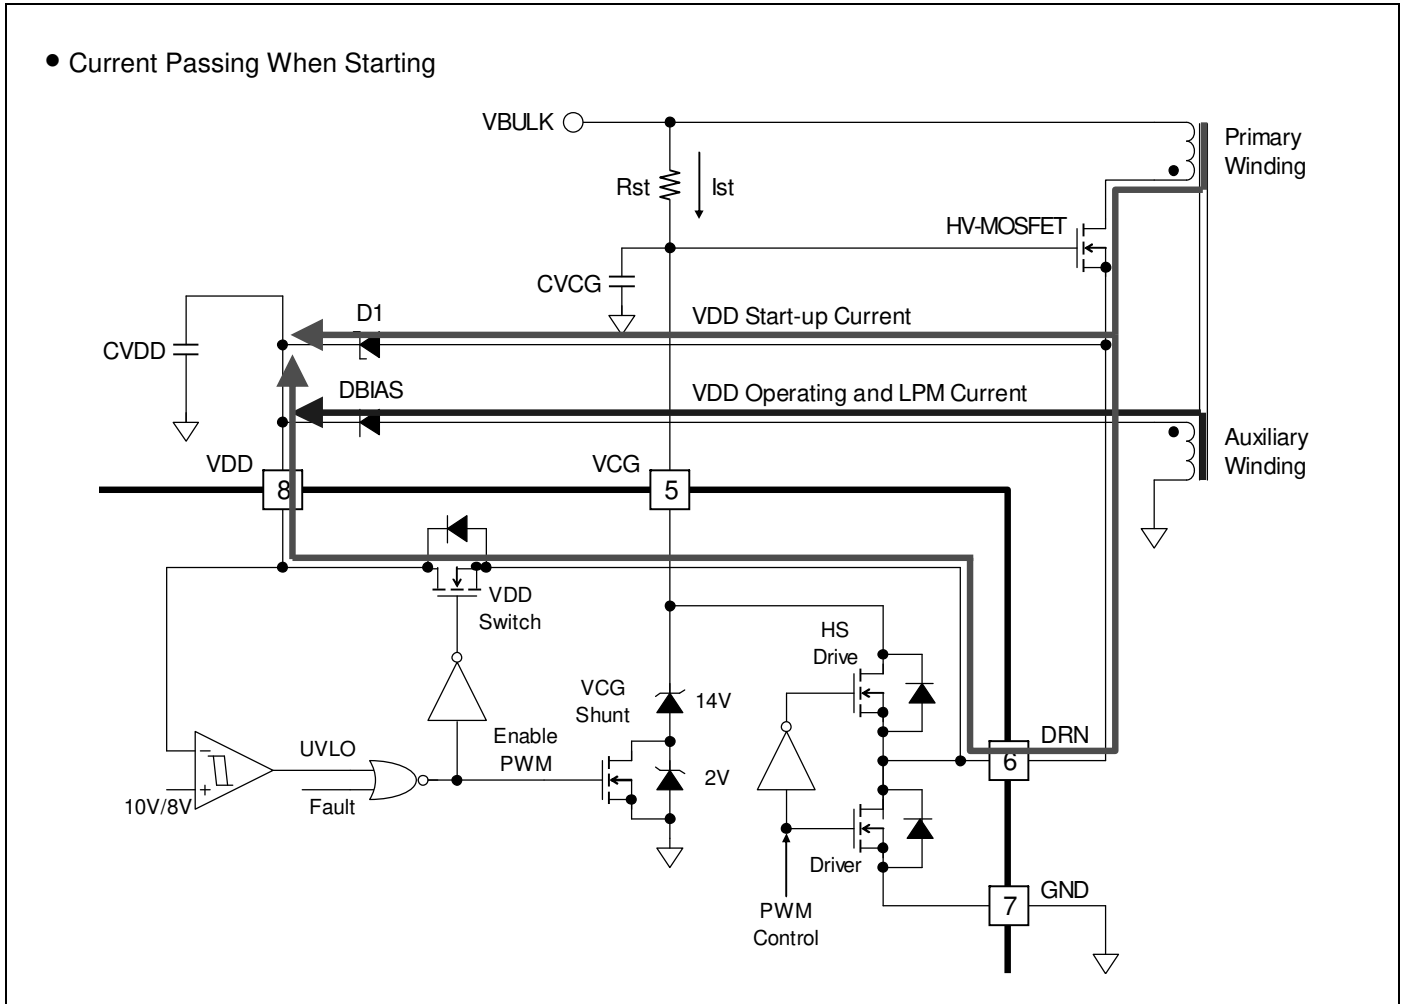 ● Current Passing When Starting
VBULK
Primary
Winding
Rst
Ist
HV-MOSFET
CVCG
D1
VDD Start-up Current
CVDD
DBIAS
VDD Operating and LPM Current
Auxiliary
Winding
VDD
VCG
8
5
VDD
Switch
HS
Drive
VCG
Shunt
14V
Enable
PWM
DRN
UVLO
6
2V
10V/8V
Fault
Driver
GND
7
PWM
Control